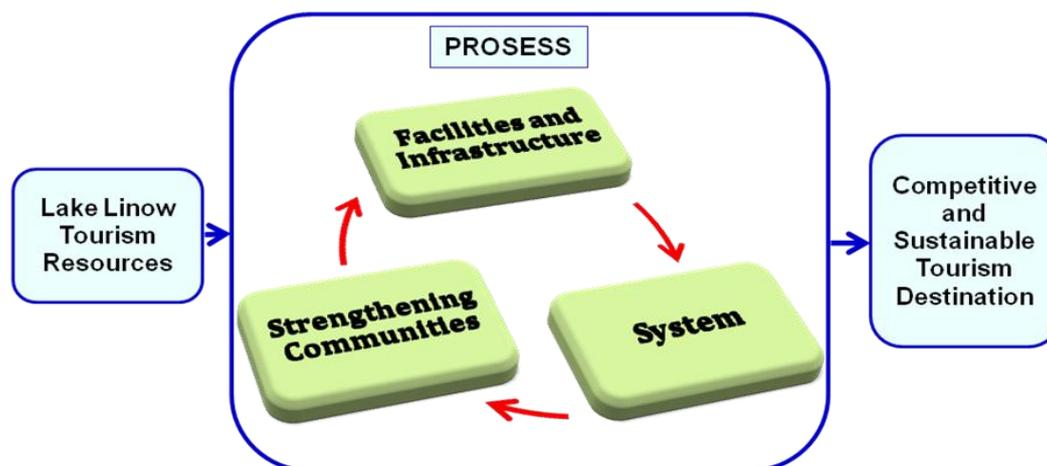 PROSESS
Facilities and
Infrastructure
Lake Linow
Tourism
Resources
Strengthening
Communities
System
Competitive
and
Sustainable
Tourism
Destination